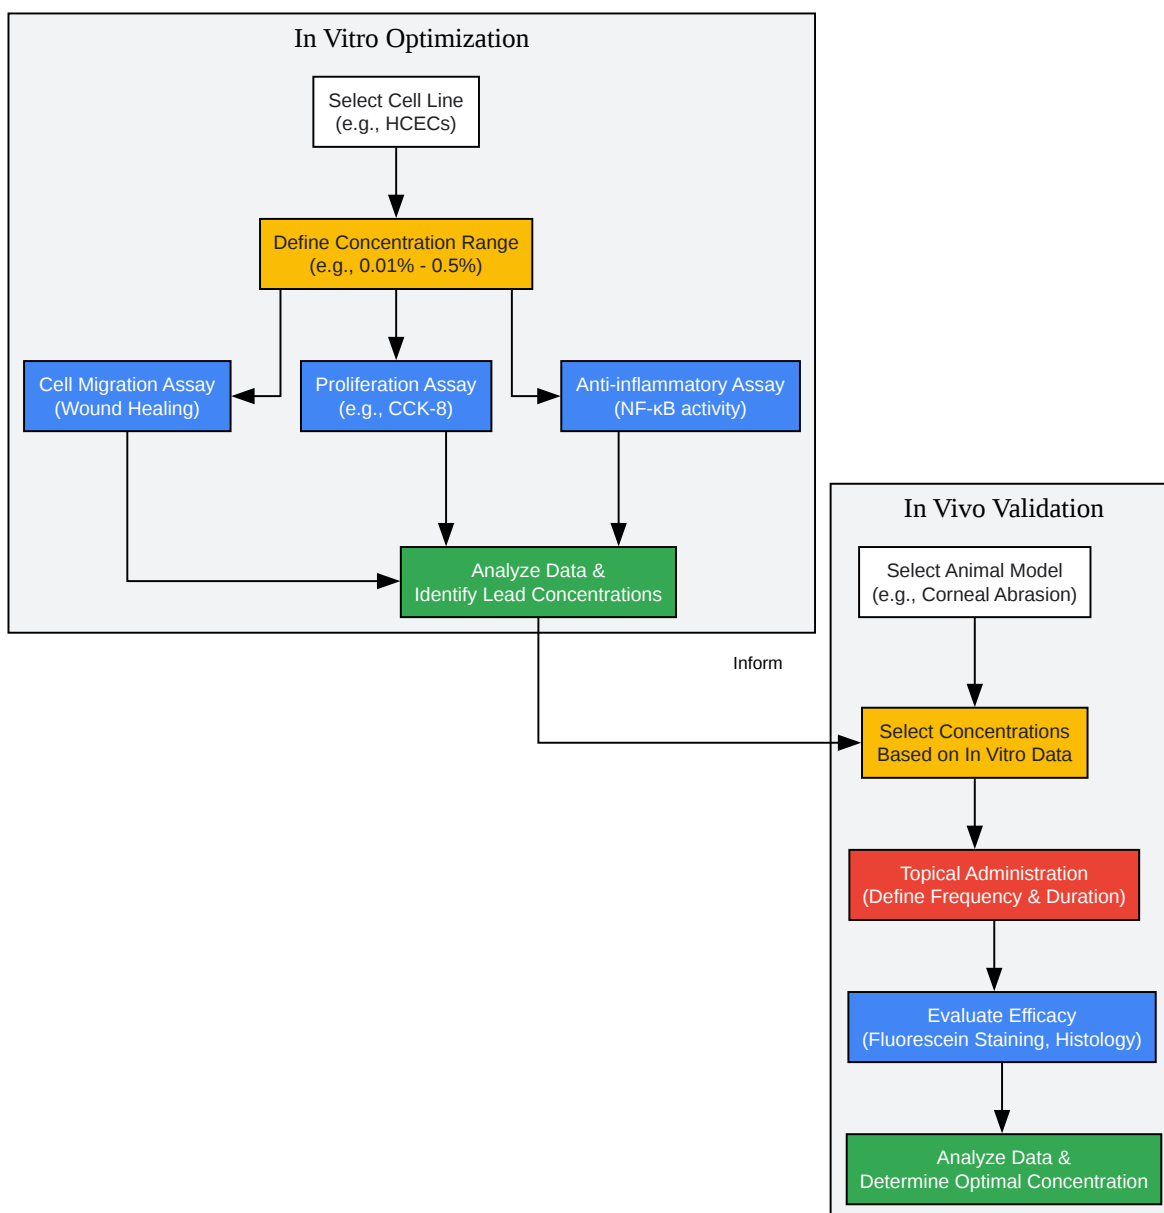 In Vitro Optimization
Select Cell Line
(e.g., HCECs)
Define Concentration Range
(e.g., 0.01% - 0.5%)
Cell Migration Assay
(Wound Healing)
Proliferation Assay
(e.g., CCK-8)
Anti-inflammatory Assay
(NF-κB activity)
Analyze Data &
Identify Lead Concentrations
Inform
In Vivo Validation
Select Animal Model
(e.g., Corneal Abrasion)
Select Concentrations
Based on In Vitro Data
Topical Administration
(Define Frequency & Duration)
Evaluate Efficacy
(Fluorescein Staining, Histology)
Analyze Data &
Determine Optimal Concentration